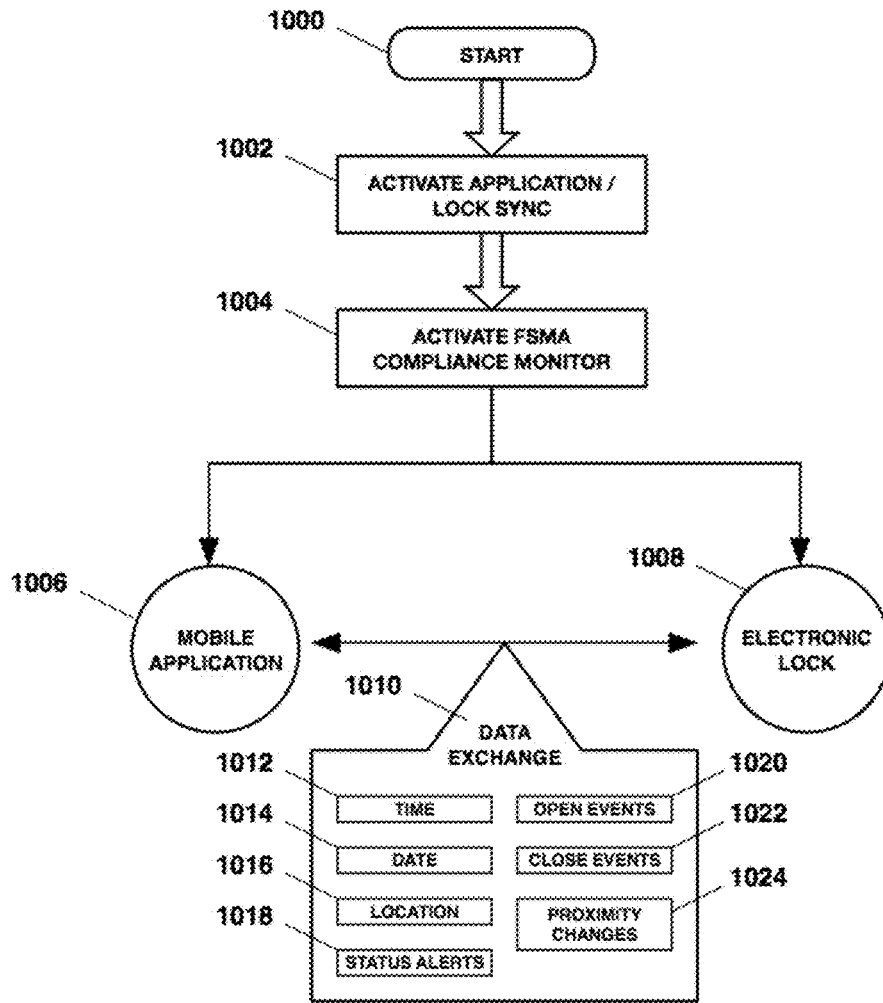 1000
START
1002
ACTIVATE APPLICATION /
LOCK SYNC
1004
ACTIVATE FSMA
COMPLIANCE MONITOR
1006
MOBILE
APPLICATION
1008
ELECTRONIC
LOCK
1010
DATA
EXCHANGE
1012
TIME
1014
DATE
1016
LOCATION
1018
STATUS ALERTS
1020
OPEN EVENTS
1022
CLOSE EVENTS
1024
PROXIMITY
CHANGES